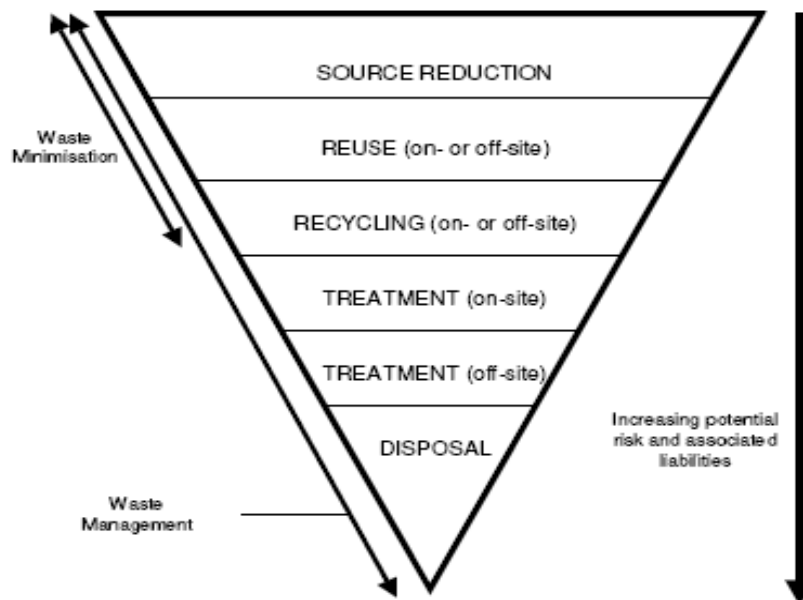 SOURCE REDUCTION
Waste
Minimisation
REUSE (on- or off-site)
RECYCLING (on- or off-site)
TREATMENT (on-site)
TREATMENT (off-site)
DISPOSAL
Increasing potential
risk and associated
liabilities
Waste
Management